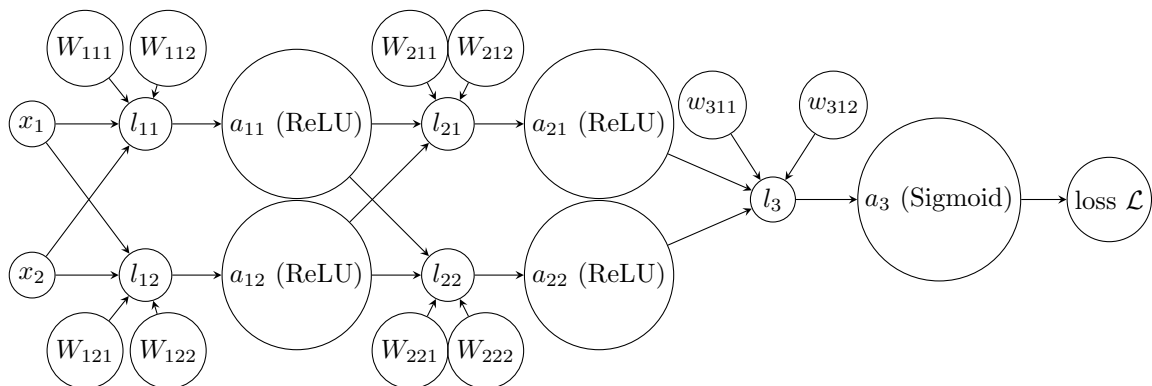 W₁₁₁ W₁₁₂ W₂₁₁ W₂₁₂
w₃₁₁ w₃₁₂
x₁ l₁₁ a₁₁ (ReLU) l₂₁ a₂₁ (ReLU)
l₃ a₃ (Sigmoid) loss ℒ
x₂ l₁₂ a₁₂ (ReLU) l₂₂ a₂₂ (ReLU)
W₁₂₁ W₁₂₂ W₂₂₁ W₂₂₂